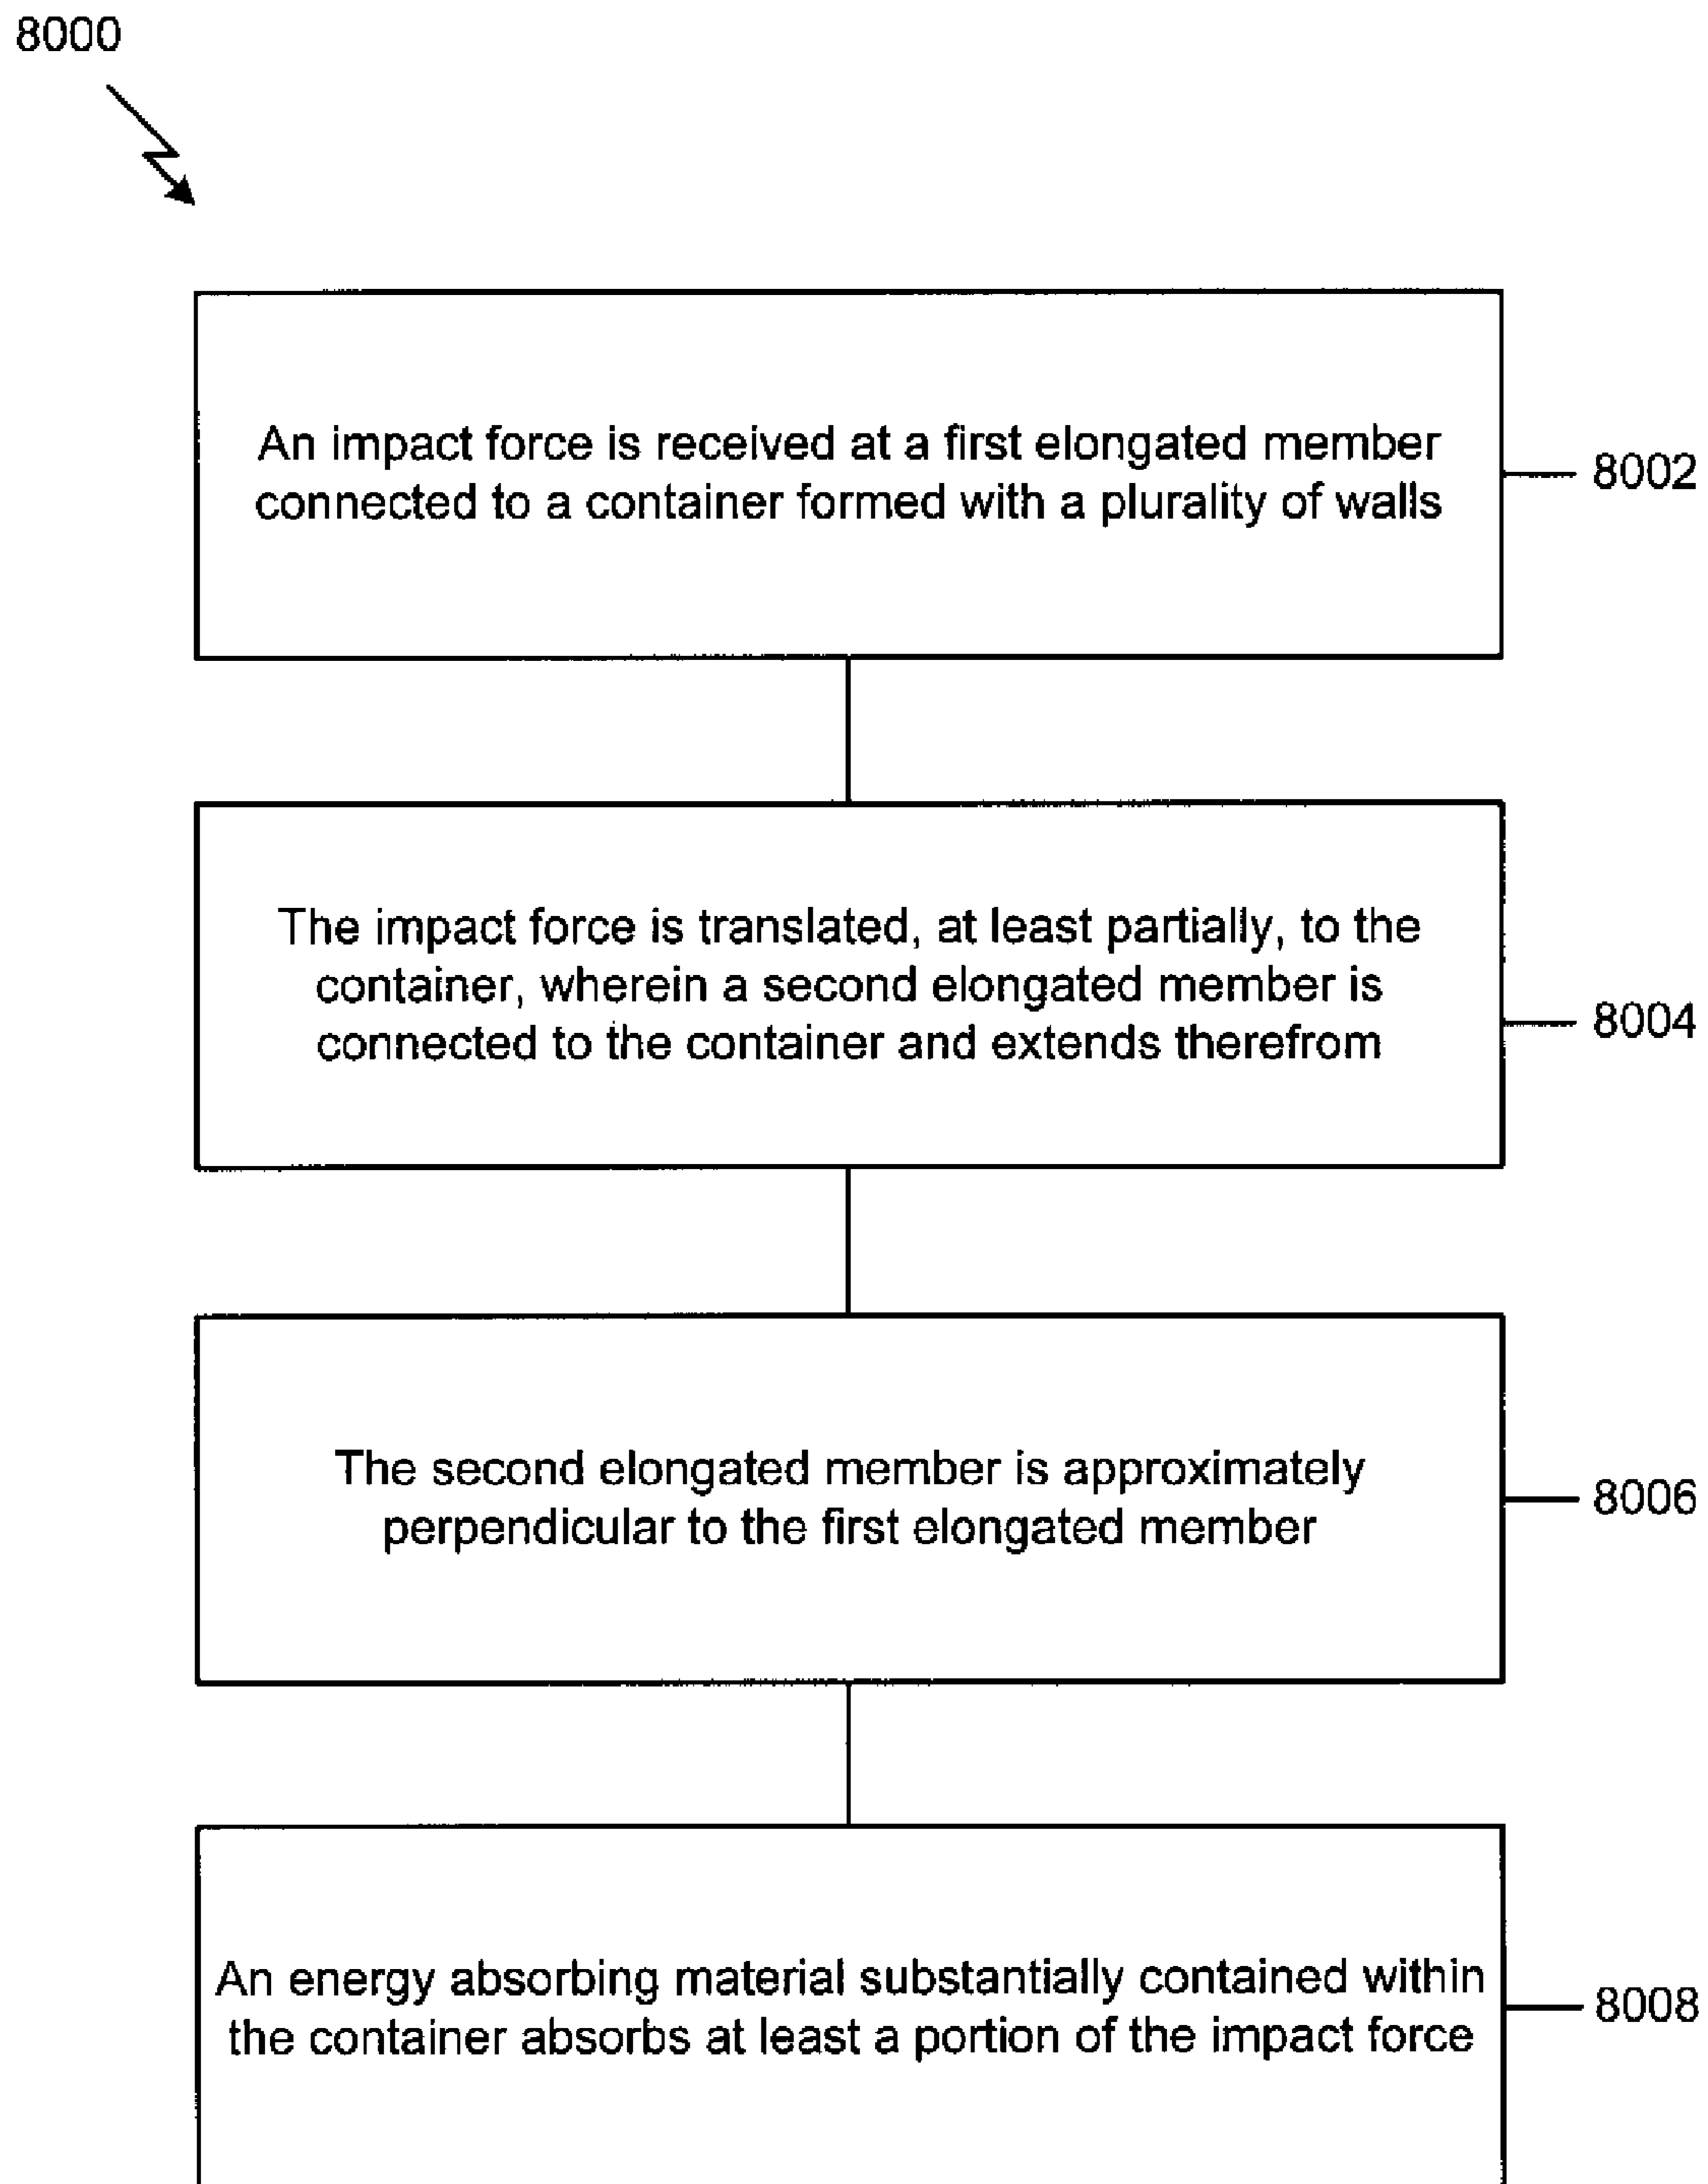 8000
An impact force is received at a first elongated member
connected to a container formed with a plurality of walls
8002
The impact force is translated, at least partially, to the
container, wherein a second elongated member is
connected to the container and extends therefrom
8004
The second elongated member is approximately
perpendicular to the first elongated member
8006
An energy absorbing material substantially contained within
the container absorbs at least a portion of the impact force
8008